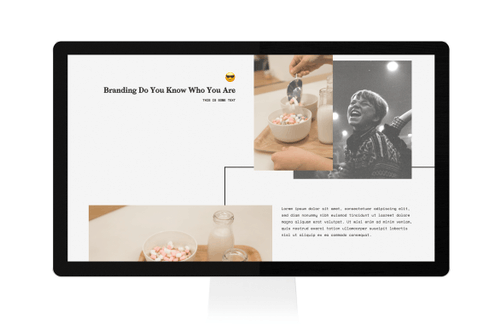 Branding Do You Know Who You Are
THIS IS SOME TEXT
Lorem ipsum dolor sit amet, consectetuer adipiscing elit,
sed diam nonummy nibh euismod tincidunt ut laoreet dolore
magna aliquam erat volutpat. Ut wisi enim ad minim veniam,
quis nostrud exerci tation ullamcorper suscipit lobortis
nisl ut aliquip ex ea commodo consequat.